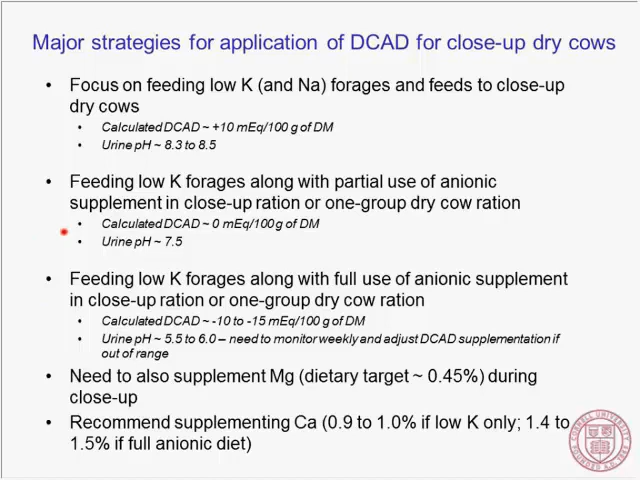 Major strategies for application of DCAD for close-up dry cows
• Focus on feeding low K (and Na) forages and feeds to close-up
dry cows
• Calculated DCAD ~ +10 mEq/100 g of DM
• Urine pH ~ 8.3 to 8.5
• Feeding low K forages along with partial use of anionic
supplement in close-up ration or one-group dry cow ration
• Calculated DCAD ~ 0 mEq/100 g of DM
• Urine pH ~ 7.5
• Feeding low K forages along with full use of anionic supplement
in close-up ration or one-group dry cow ration
• Calculated DCAD ~ -10 to -15 mEq/100 g of DM
• Urine pH ~ 5.5 to 6.0 – need to monitor weekly and adjust DCAD supplementation if
out of range
• Need to also supplement Mg (dietary target ~ 0.45%) during
close-up
• Recommend supplementing Ca (0.9 to 1.0% if low K only; 1.4 to
1.5% if full anionic diet)
CORNELL UNIVERSITY
FOUNDED A.D. 1865